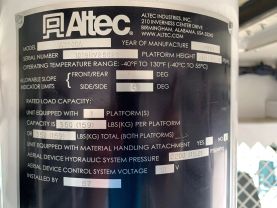 Altec
ALTEC INDUSTRIES, INC.
210 INVERNESS CENTER DRIVE
BIRMINGHAM, ALABAMA, USA 35242
MODEL
YEAR OF MANUFACTURE
SERIAL NUMBER
PLATFORM HEIGHT
OPERATING TEMPERATURE RANGE: -40°F TO 130°F (-40°C TO 55°C)
ALLOWABLE SLOPE
INDICATOR LIMITS
FRONT/REAR
SIDE/SIDE
RATED LOAD CAPACITY:
UNIT EQUIPPED WITH 1 PLATFORM(S)
CAPACITY IS LBS(KG) PER PLATFORM
OR LBS(KG) TOTAL (BOTH PLATFORMS)
UNIT EQUIPPED WITH MATERIAL HANDLING ATTACHMENT YES NO
AERIAL DEVICE HYDRAULIC SYSTEM PRESSURE
AERIAL DEVICE CONTROL SYSTEM VOLTAGE V
INSTALLED BY